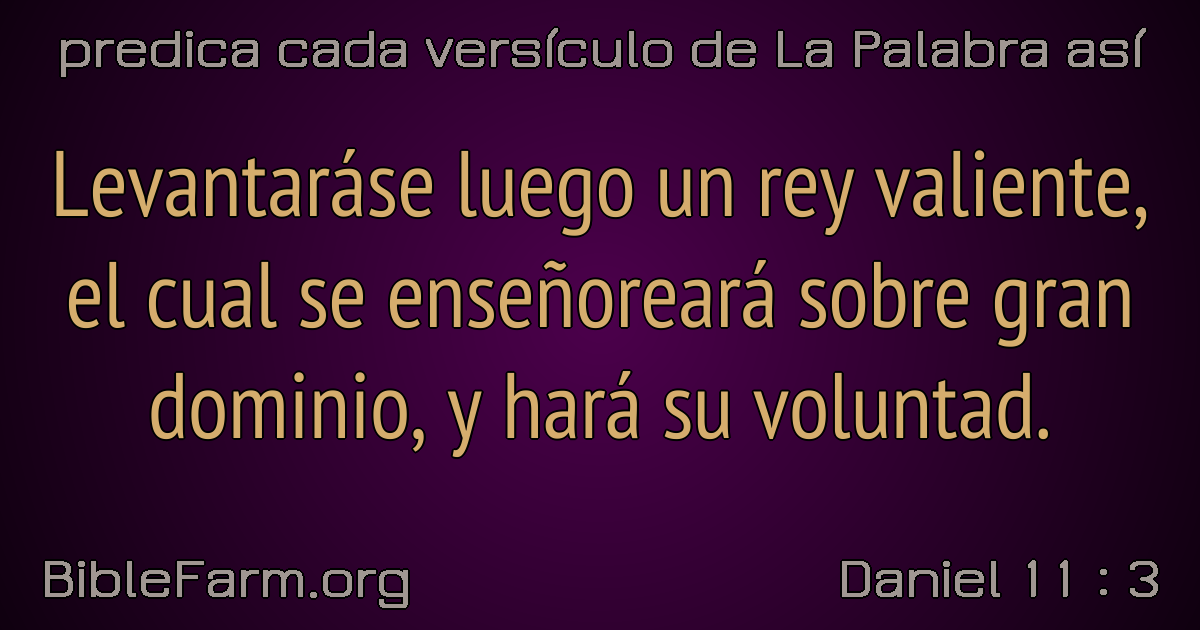 predica cada versículo de La Palabra así
Levantaráse luego un rey valiente,
el cual se enseñoreará sobre gran
dominio, y hará su voluntad.
BibleFarm.org
Daniel 11 : 3